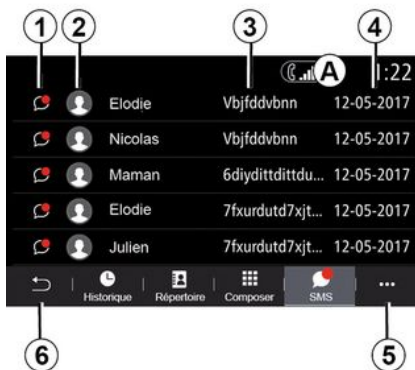 1 2 3 4
A 1:22
Elodie Vbjfddvbnn 12-05-2017
Nicolas Vbjfddvbnn 12-05-2017
Maman 6diydittdittdu... 12-05-2017
Elodie 7fxurdutd7xjt... 12-05-2017
Julien 7fxurdutd7xjt... 12-05-2017
Historique Répertoire Composer SMS ...
6 5